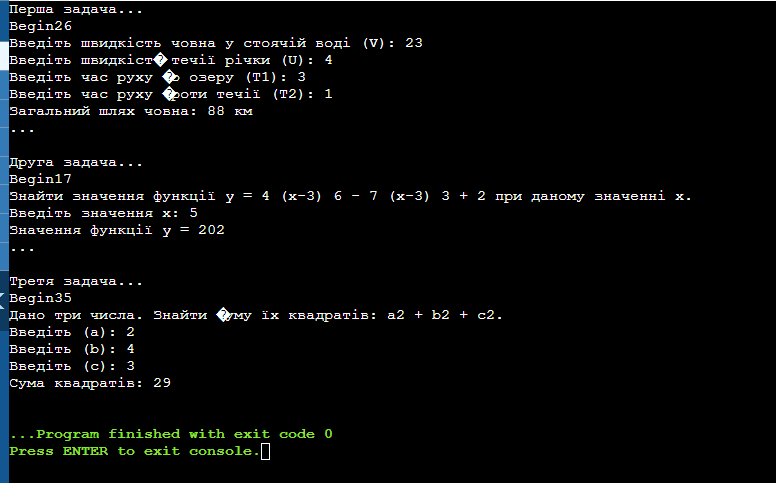 Перша задача...
Begin26
Введіть швидкість човна у стоячій воді (V): 23
Введіть швидкіст� течії річки (U): 4
Введіть час руху �о озеру (T1): 3
Введіть час руху �роти течії (T2): 1
Загальний шлях човна: 88 км
...
Друга задача...
Begin17
Знайти значення функції y = 4 (x-3) 6 - 7 (x-3) 3 + 2 при даному значенні x.
Введіть значення x: 5
Значення функції y = 202
...
Третя задача...
Begin35
Дано три числа. Знайти �уму їх квадратів: a2 + b2 + c2.
Введіть (a): 2
Введіть (b): 4
Введіть (c): 3
Сума квадратів: 29
...Program finished with exit code 0
Press ENTER to exit console.